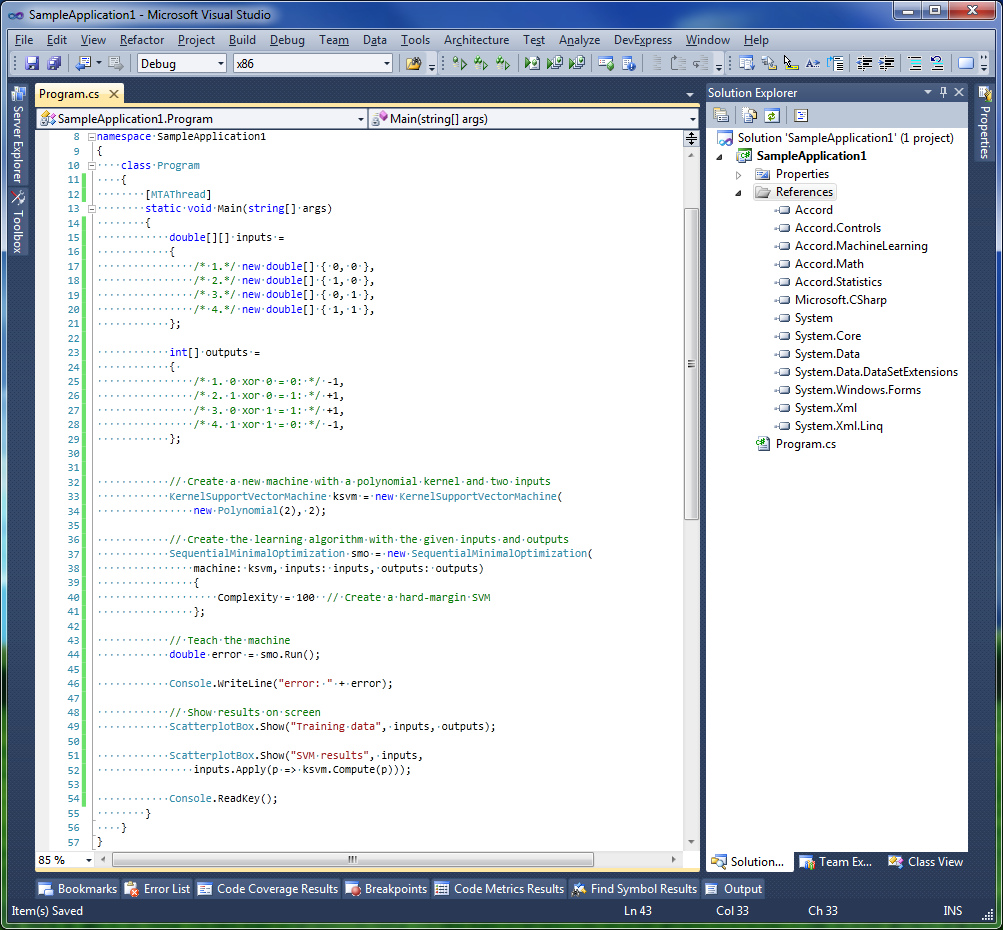 SampleApplication1 - Microsoft Visual Studio
File Edit View Refactor Project Build Debug Team Data Tools Architecture Test Analyze DevExpress Window Help
Debug x86
Server Explorer
Toolbox
Program.cs
SampleApplication1.Program Main(string[] args)
8 namespace SampleApplication1
9 {
10 class Program
11 {
12 [MTAThread]
13 static void Main(string[] args)
14 {
15 double[][] inputs =
16 {
17 /* 1.*/ new double[] { 0, 0 },
18 /* 2.*/ new double[] { 1, 0 },
19 /* 3.*/ new double[] { 0, 1 },
20 /* 4.*/ new double[] { 1, 1 },
21 };
22
23 int[] outputs =
24 {
25 /* 1. 0 xor 0 = 0: */ -1,
26 /* 2. 1 xor 0 = 1: */ +1,
27 /* 3. 0 xor 1 = 1: */ +1,
28 /* 4. 1 xor 1 = 0: */ -1,
29 };
30
31
32 // Create a new machine with a polynomial kernel and two inputs
33 KernelSupportVectorMachine ksvm = new KernelSupportVectorMachine(
34 new Polynomial(2), 2);
35
36 // Create the learning algorithm with the given inputs and outputs
37 SequentialMinimalOptimization smo = new SequentialMinimalOptimization(
38 machine: ksvm, inputs: inputs, outputs: outputs)
39 {
40 Complexity = 100 // Create a hard-margin SVM
41 };
42
43 // Teach the machine
44 double error = smo.Run();
45
46 Console.WriteLine("error: " + error);
47
48 // Show results on screen
49 ScatterplotBox.Show("Training data", inputs, outputs);
50
51 ScatterplotBox.Show("SVM results", inputs,
52 inputs.Apply(p => ksvm.Compute(p)));
53
54 Console.ReadKey();
55 }
56 }
57 }
85 %
Solution Explorer
Solution 'SampleApplication1' (1 project)
SampleApplication1
Properties
References
Accord
Accord.Controls
Accord.MachineLearning
Accord.Math
Accord.Statistics
Microsoft.CSharp
System
System.Core
System.Data
System.Data.DataSetExtensions
System.Windows.Forms
System.Xml
System.Xml.Linq
Program.cs
Solution... Team Ex... Class View
Properties
Bookmarks Error List Code Coverage Results Breakpoints Code Metrics Results Find Symbol Results Output
Item(s) Saved Ln 43 Col 33 Ch 33 INS